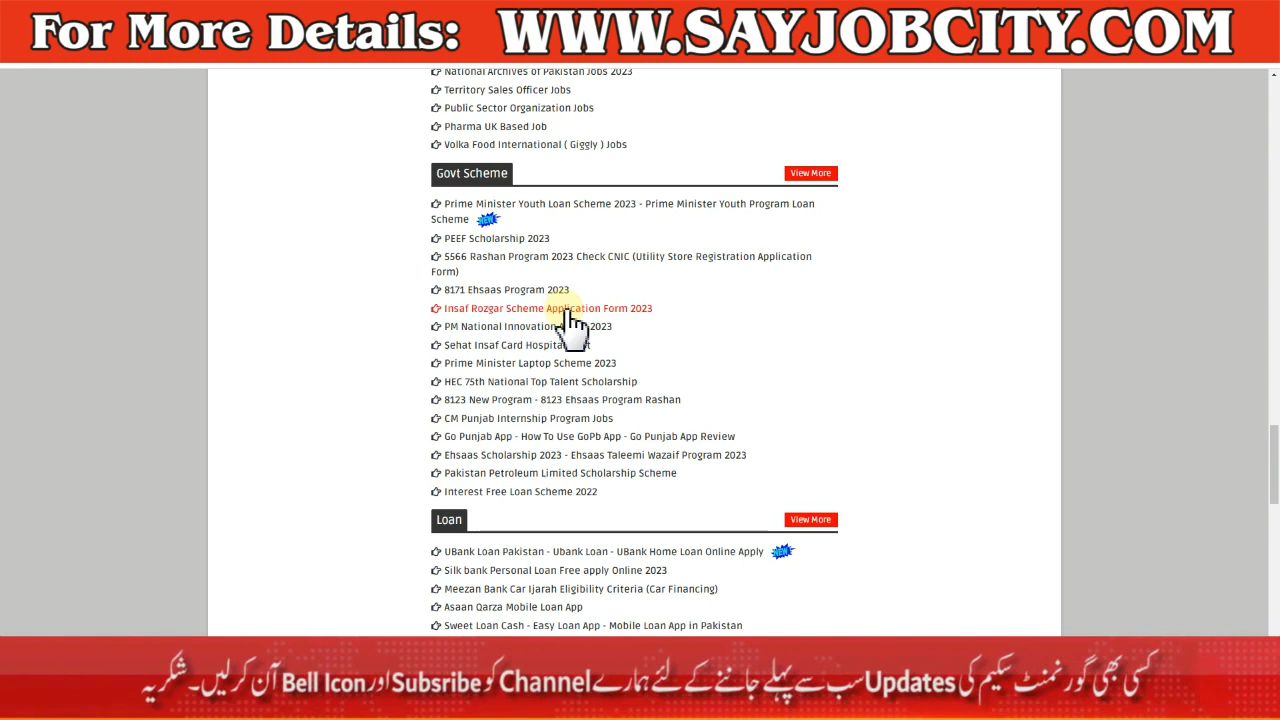 For More Details: WWW.SAYJOBCITY.COM
National Archives of Pakistan Jobs 2023
Territory Sales Officer Jobs
Public Sector Organization Jobs
Pharma UK Based Job
Volka Food International ( Giggly ) Jobs
Govt Scheme
View More
Prime Minister Youth Loan Scheme 2023 - Prime Minister Youth Program Loan
Scheme NEW
PEEF Scholarship 2023
5566 Rashan Program 2023 Check CNIC (Utility Store Registration Application
Form)
8171 Ehsaas Program 2023
Insaf Rozgar Scheme Application Form 2023
PM National Innovation 2023
Sehat Insaf Card Hospital
Prime Minister Laptop Scheme 2023
HEC 75th National Top Talent Scholarship
8123 New Program - 8123 Ehsaas Program Rashan
CM Punjab Internship Program Jobs
Go Punjab App - How To Use GoPb App - Go Punjab App Review
Ehsaas Scholarship 2023 - Ehsaas Taleemi Wazaif Program 2023
Pakistan Petroleum Limited Scholarship Scheme
Interest Free Loan Scheme 2022
Loan
View More
UBank Loan Pakistan - Ubank Loan - UBank Home Loan Online Apply NEW
Silk bank Personal Loan Free apply Online 2023
Meezan Bank Car Ijarah Eligibility Criteria (Car Financing)
Asaan Qarza Mobile Loan App
Sweet Loan Cash - Easy Loan App - Mobile Loan App in Pakistan
کسی بھی گورنمنٹ سکیم کی Updates سب سے پہلے جاننے کے لئے ہمارے Channel کو Subsribe اور Bell Icon آن کرلیں۔ شکریہ